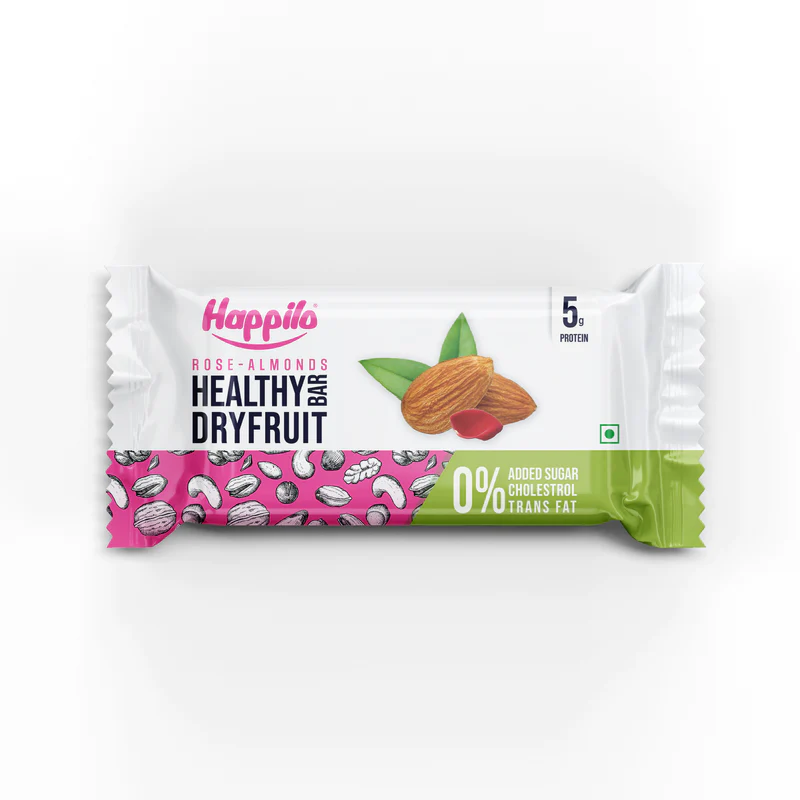 Happilo®
ROSE-ALMONDS
HEALTHY BAR
DRYFRUIT
5g
PROTEIN
0% ADDED SUGAR
CHOLESTROL
TRANS FAT